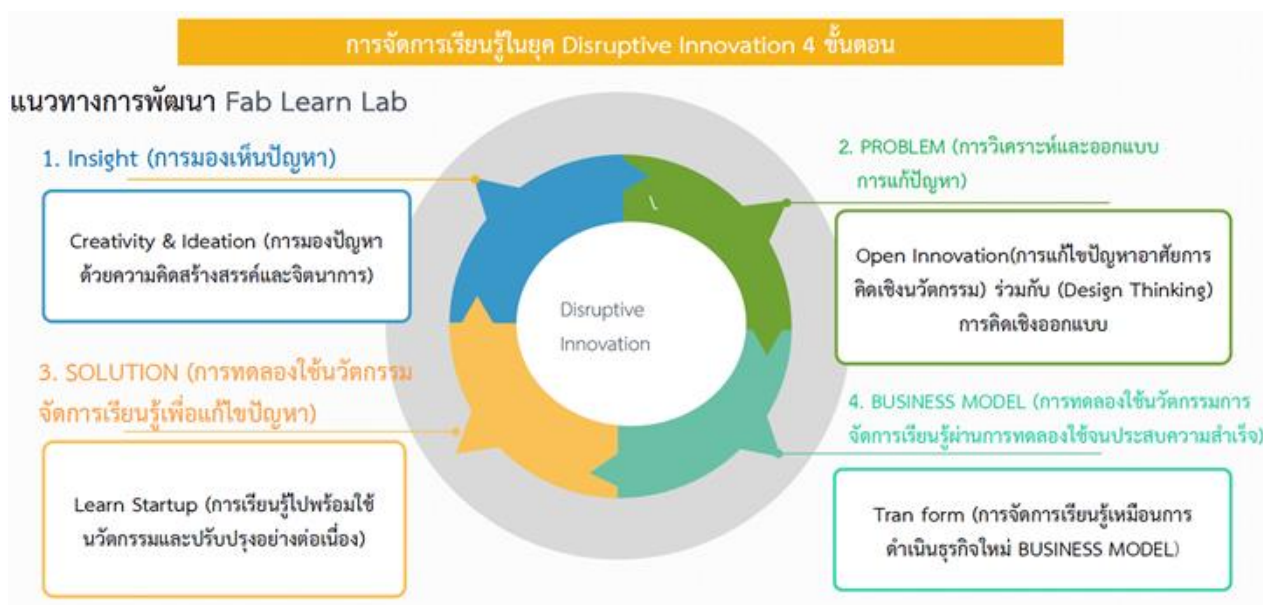 การจัดการเรียนรู้ในยุค Disruptive Innovation 4 ขั้นตอน
แนวทางการพัฒนา Fab Learn Lab
1. Insight (การมองเห็นปัญหา)
Creativity & Ideation (การมองปัญหา
ด้วยความคิดสร้างสรรค์และจิตนาการ)
2. PROBLEM (การวิเคราะห์และออกแบบ
การแก้ปัญหา)
Open Innovation(การแก้ไขปัญหาอาศัยการ
คิดเชิงนวัตกรรม) ร่วมกับ (Design Thinking)
การคิดเชิงออกแบบ
Disruptive
Innovation
3. SOLUTION (การทดลองใช้นวัตกรรม
จัดการเรียนรู้เพื่อแก้ไขปัญหา)
Learn Startup (การเรียนรู้ไปพร้อมใช้
นวัตกรรมและปรับปรุงอย่างต่อเนื่อง)
4. BUSINESS MODEL (การทดลองใช้นวัตกรรมการ
จัดการเรียนรู้ผ่านการทดลองใช้จนประสบความสำเร็จ)
Tran form (การจัดการเรียนรู้เหมือนการ
ดำเนินธุรกิจใหม่ BUSINESS MODEL)